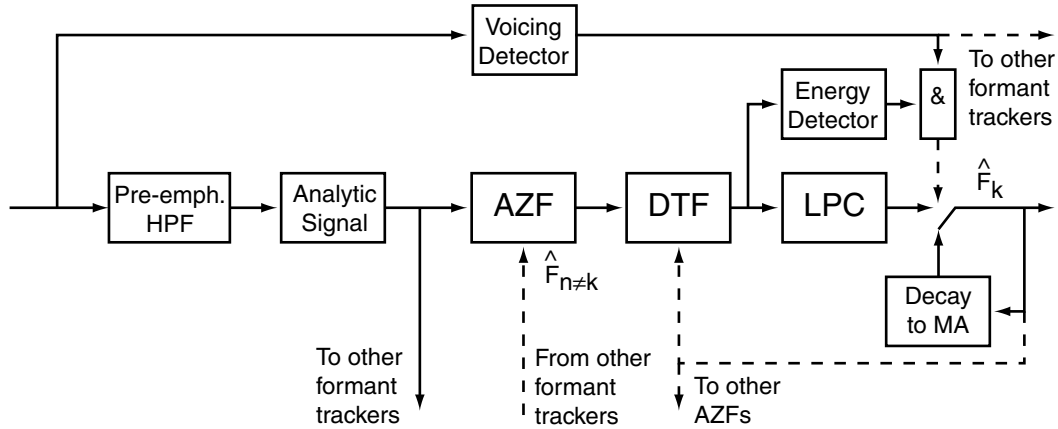 Voicing
Detector
To other
formant
trackers
Energy
Detector
&
Pre-emph.
HPF
Analytic
Signal
AZF
DTF
LPC
F̂k
F̂n≠k
Decay
to MA
To other
formant
trackers
From other
formant
trackers
To other
AZFs